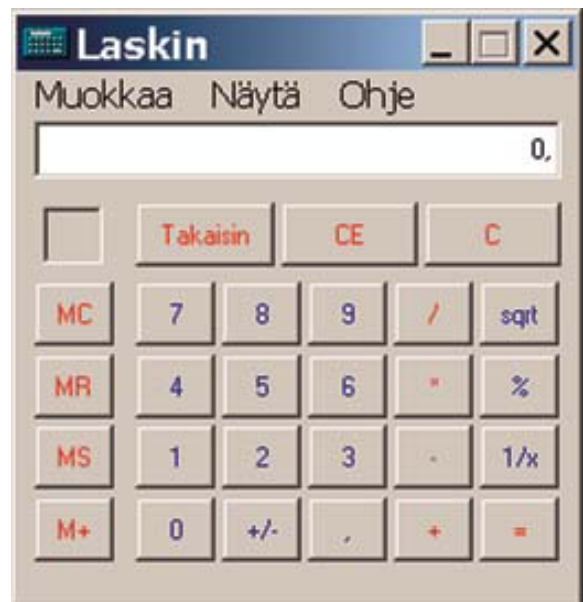 Laskin
Muokkaa Näytä Ohje
0,
Takaisin CE C
MC 7 8 9 / sqrt
MR 4 5 6 * %
MS 1 2 3 - 1/x
M+ 0 +/- , + =